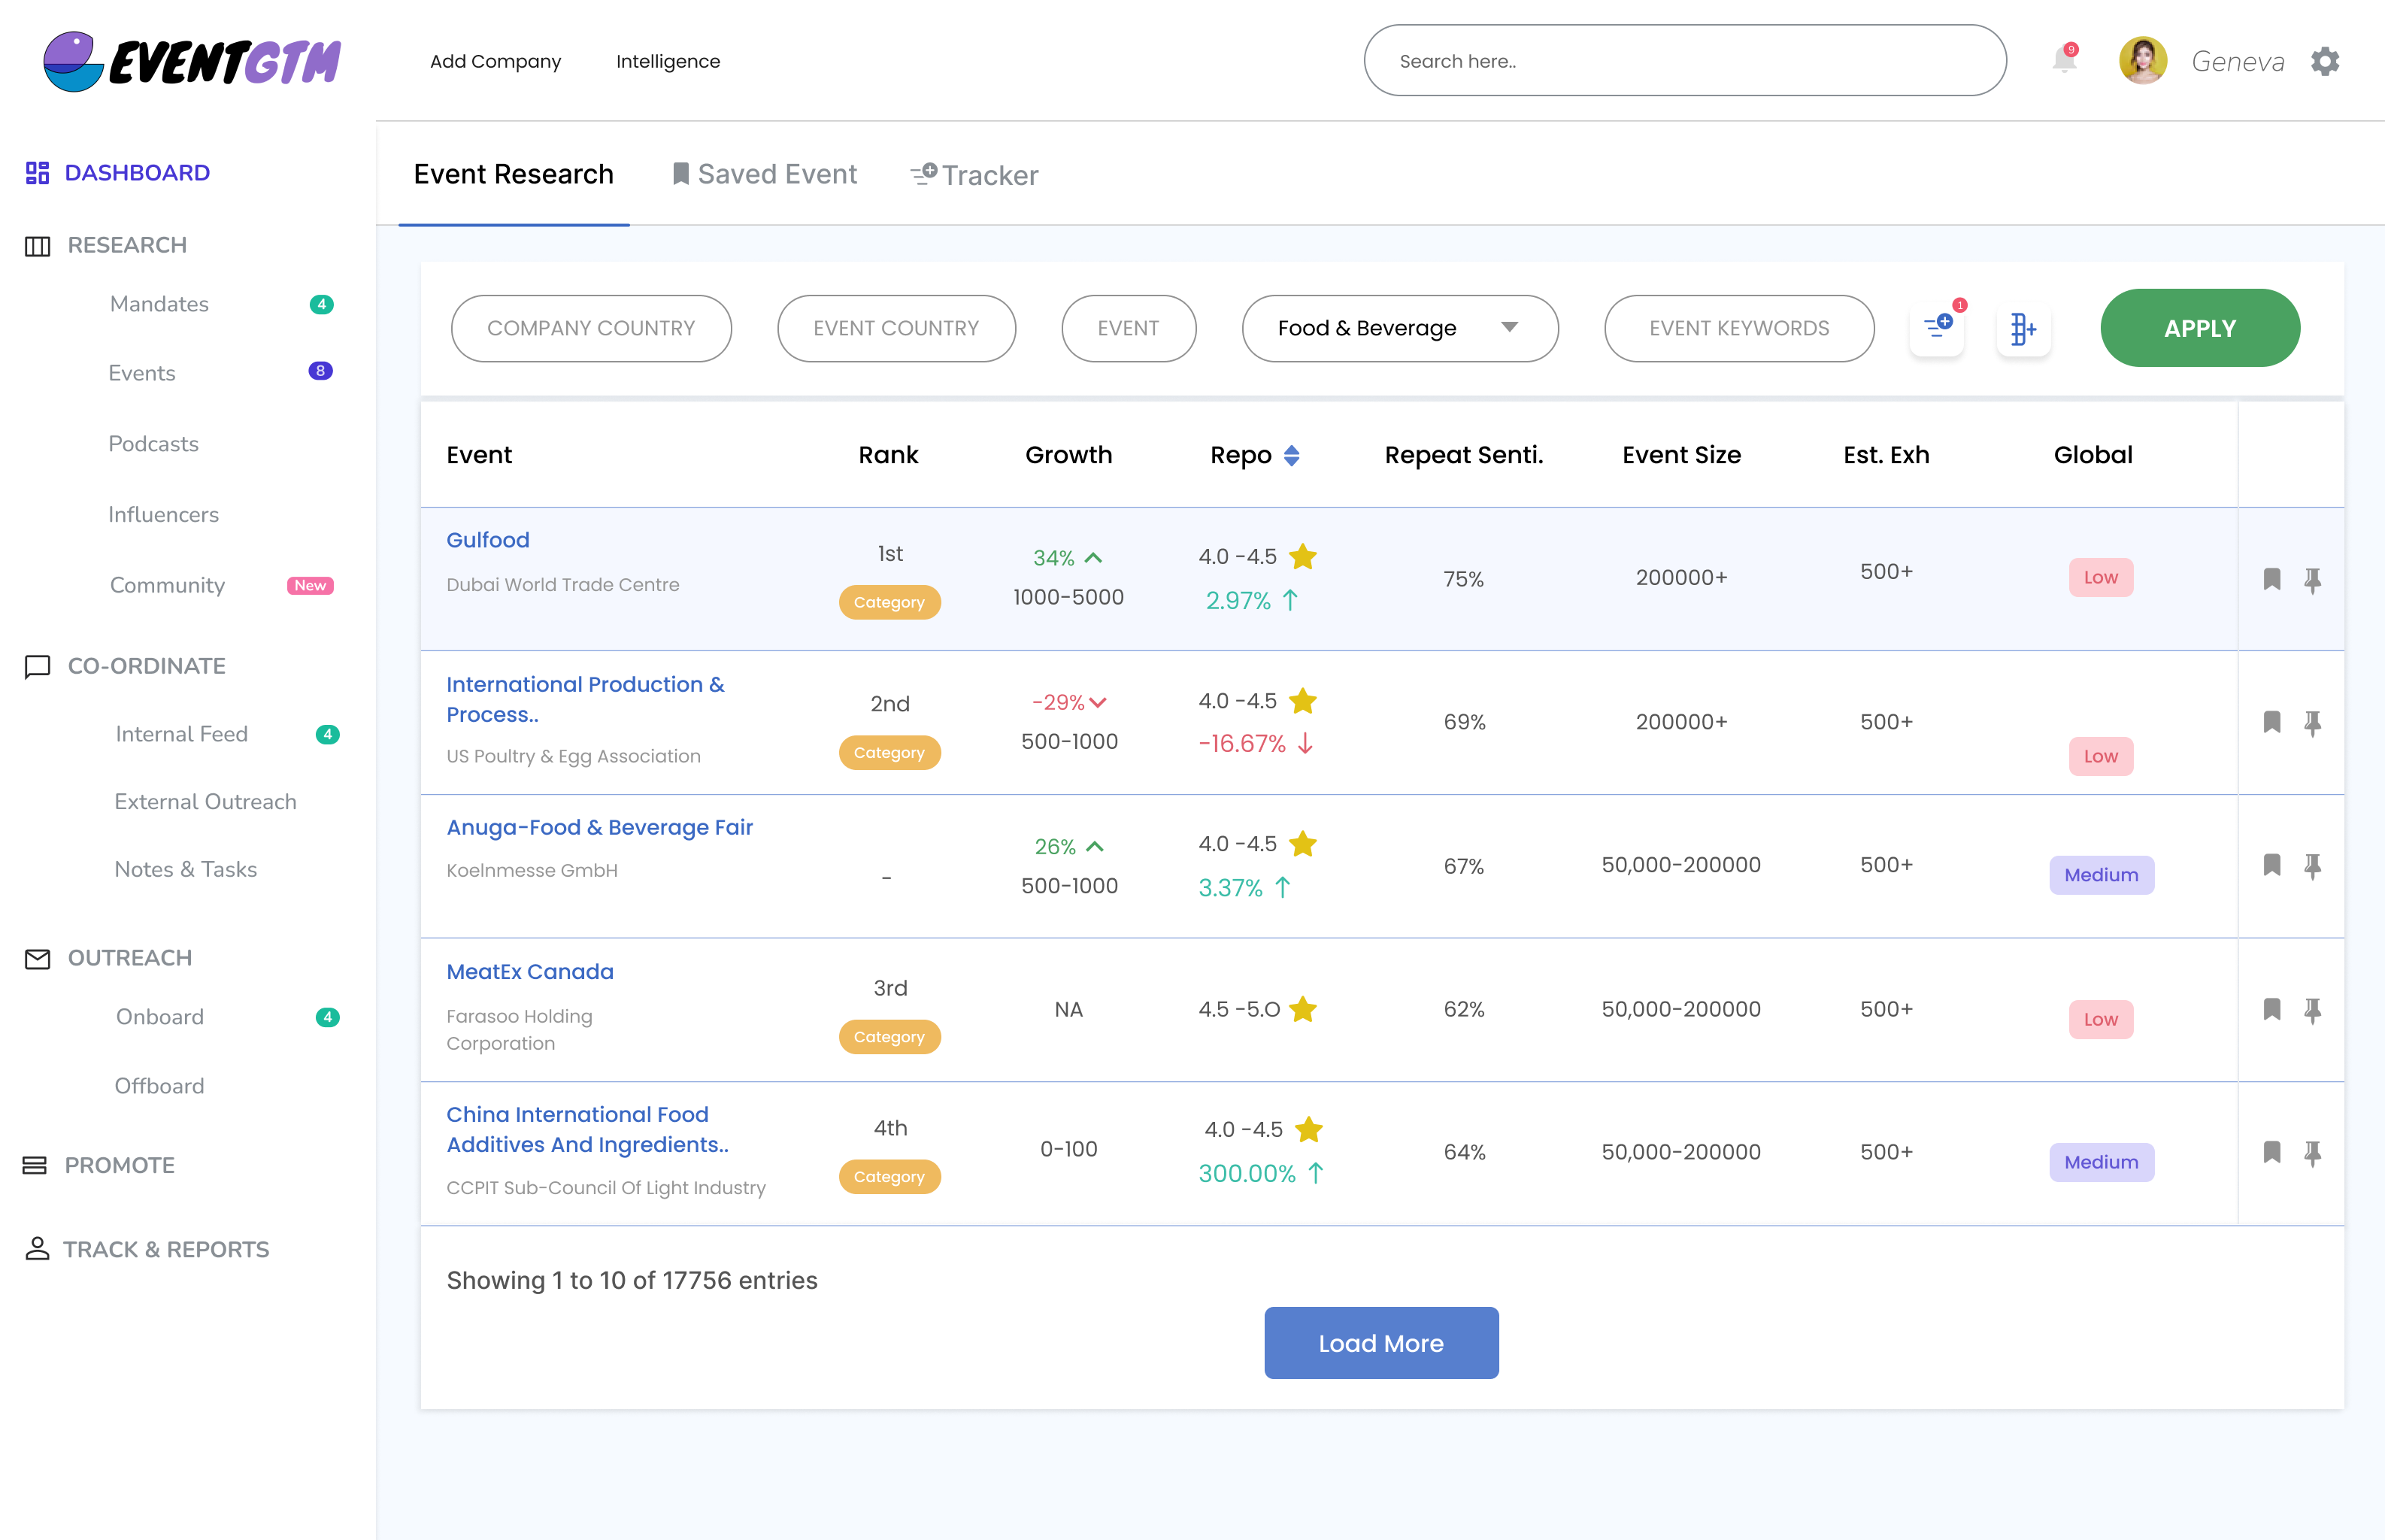 EVENTGTM
Add Company
Intelligence
Search here..
9
Geneva
DASHBOARD
RESEARCH
Mandates
4
Events
8
Podcasts
Influencers
Community
New
CO-ORDINATE
Internal Feed
4
External Outreach
Notes & Tasks
OUTREACH
Onboard
4
Offboard
PROMOTE
TRACK & REPORTS
Event Research
Saved Event
Tracker
COMPANY COUNTRY
EVENT COUNTRY
EVENT
Food & Beverage
EVENT KEYWORDS
1
APPLY
Event
Rank
Growth
Repo
Repeat Senti.
Event Size
Est. Exh
Global
Gulfood
Dubai World Trade Centre
1st
Category
34%
1000-5000
4.0 -4.5
2.97%
75%
200000+
500+
Low
International Production &
Process..
US Poultry & Egg Association
2nd
Category
-29%
500-1000
4.0 -4.5
-16.67%
69%
200000+
500+
Low
Anuga-Food & Beverage Fair
Koelnmesse GmbH
-
26%
500-1000
4.0 -4.5
3.37%
67%
50,000-200000
500+
Medium
MeatEx Canada
Farasoo Holding
Corporation
3rd
Category
NA
4.5 -5.O
62%
50,000-200000
500+
Low
China International Food
Additives And Ingredients..
CCPIT Sub-Council Of Light Industry
4th
Category
0-100
4.0 -4.5
300.00%
64%
50,000-200000
500+
Medium
Showing 1 to 10 of 17756 entries
Load More